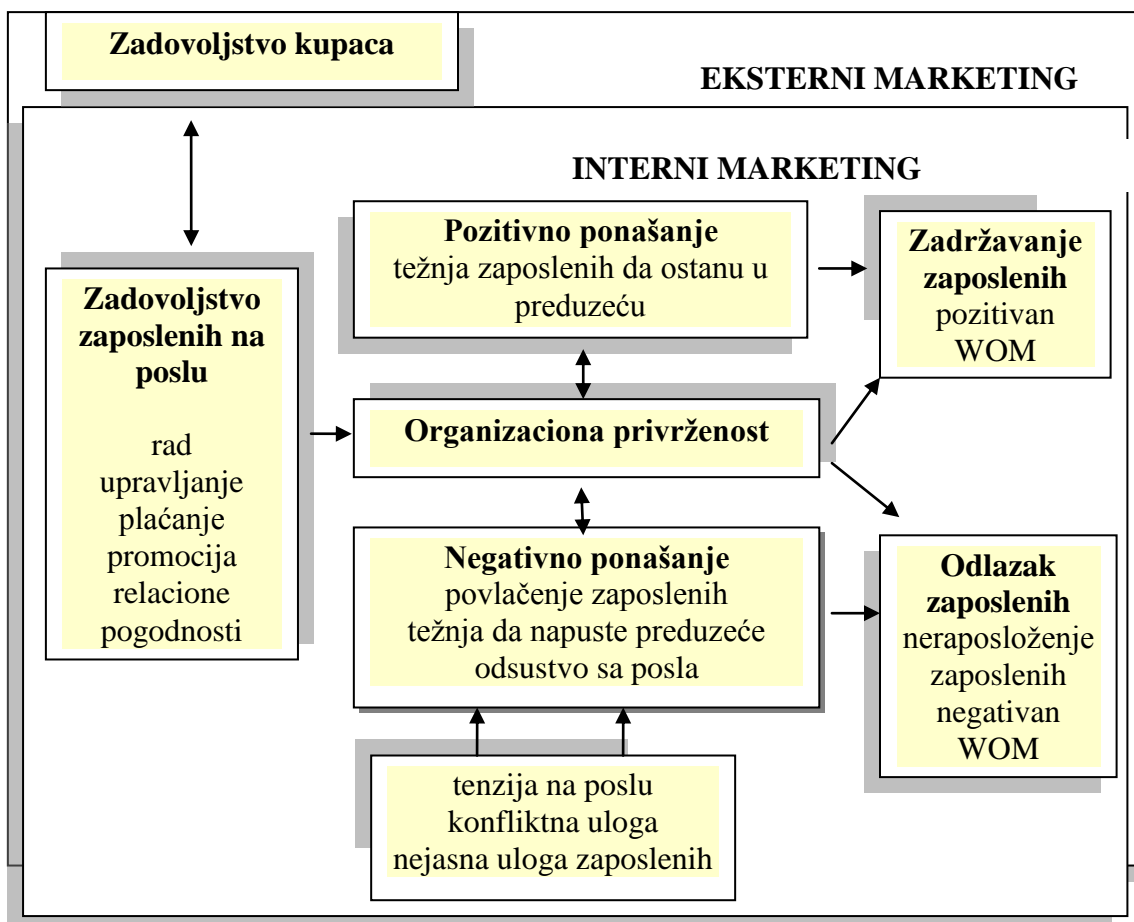 Zadovoljstvo kupaca
EKSTERNI MARKETING
INTERNI MARKETING
Pozitivno ponašanje
težnja zaposlenih da ostanu u
preduzeću
Zadržavanje
zaposlenih
pozitivan
WOM
Zadovoljstvo
zaposlenih na
poslu
rad
upravljanje
plaćanje
promocija
relacione
pogodnosti
Organizaciona privrženost
Negativno ponašanje
povlačenje zaposlenih
težnja da napuste preduzeće
odsustvo sa posla
Odlazak
zaposlenih
neraposloženje
zaposlenih
negativan
WOM
tenzija na poslu
konfliktna uloga
nejasna uloga zaposlenih